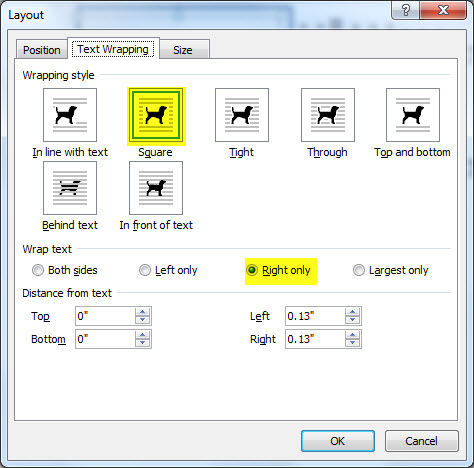 Layout
Position Text Wrapping Size
Wrapping style
In line with text Square Tight Through Top and bottom
Behind text In front of text
Wrap text
Both sides Left only Right only Largest only
Distance from text
Top 0" Left 0.13"
Bottom 0" Right 0.13"
OK Cancel